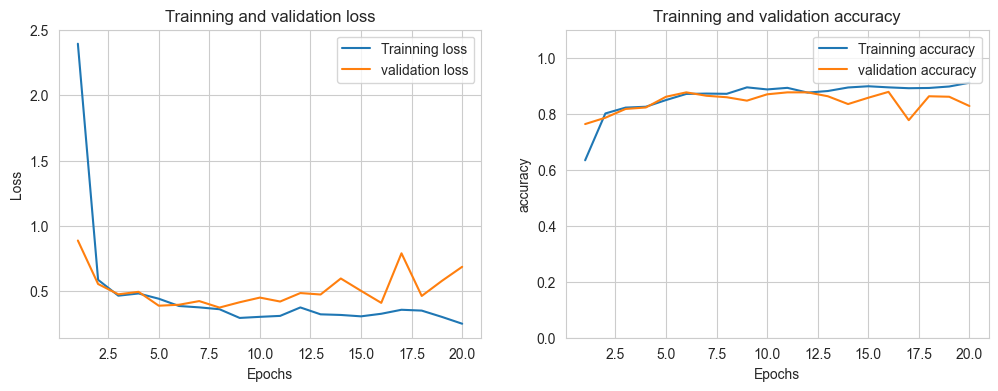 Trainning and validation loss
Trainning loss
validation loss
2.5
2.0
1.5
1.0
0.5
Loss
2.5
5.0
7.5
10.0
12.5
15.0
17.5
20.0
Epochs
Trainning and validation accuracy
Trainning accuracy
validation accuracy
1.0
0.8
0.6
0.4
0.2
0.0
accuracy
2.5
5.0
7.5
10.0
12.5
15.0
17.5
20.0
Epochs